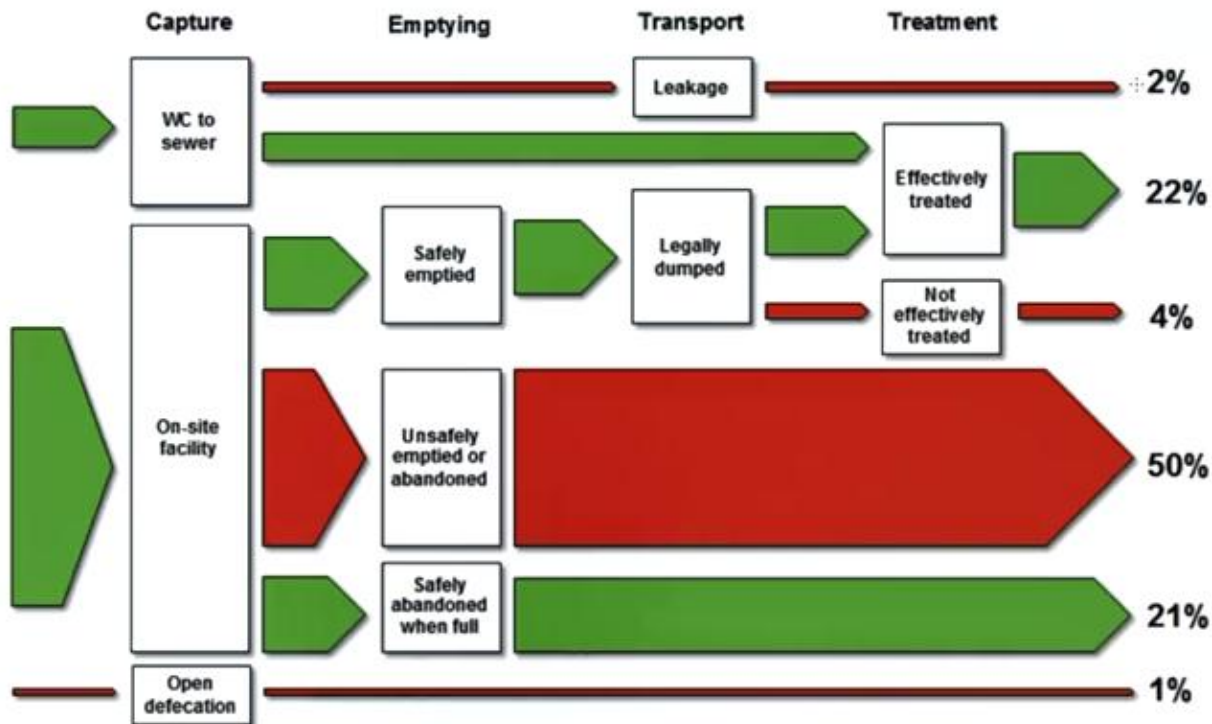 Capture Emptying Transport Treatment
Leakage
2%
WC to
sewer
Effectively
treated
22%
Safely
emptied
Legally
dumped
Not
effectively
treated
4%
On-site
facility
Unsafely
emptied or
abandoned
50%
Safely
abandoned
when full
21%
Open
defecation
1%